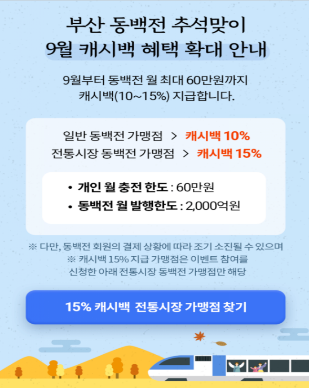 부산 동백전 추석맞이
9월 캐시백 혜택 확대 안내
9월부터 동백전 월 최대 60만원까지
캐시백(10~15%) 지급합니다.
일반 동백전 가맹점 > 캐시백 10%
전통시장 동백전 가맹점 > 캐시백 15%
• 개인 월 충전 한도 : 60만원
• 동백전 월 발행한도 : 2,000억원
※ 다만, 동백전 회원의 결제 상황에 따라 조기 소진될 수 있으며
※ 캐시백 15% 지급 가맹점은 이벤트 참여를
신청한 아래 전통시장 동백전 가맹점만 해당
15% 캐시백 전통시장 가맹점 찾기